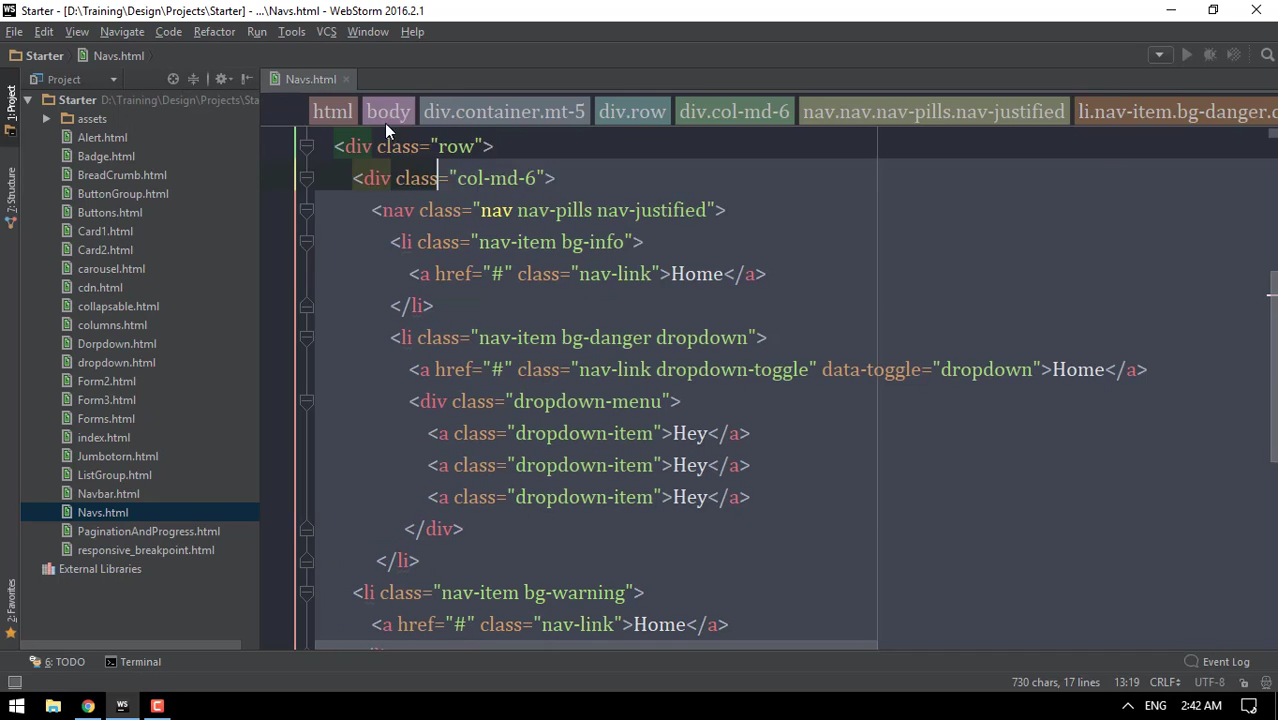 Starter - [D:\Training\Design\Projects\Starter] - ...\Navs.html - WebStorm 2016.2.1
File Edit View Navigate Code Refactor Run Tools VCS Window Help
Starter Navs.html
1: Project
7: Structure
2: Favorites
Project
Navs.html
Starter D:\Training\Design\Projects\Sta
assets
Alert.html
Badge.html
BreadCrumb.html
ButtonGroup.html
Buttons.html
Card1.html
Card2.html
carousel.html
cdn.html
collapsable.html
columns.html
Dorpdown.html
dropdown.html
Form2.html
Form3.html
Forms.html
index.html
Jumbotorn.html
ListGroup.html
Navbar.html
Navs.html
PaginationAndProgress.html
responsive_breakpoint.html
External Libraries
html body div.container.mt-5 div.row div.col-md-6 nav.nav.nav-pills.nav-justified li.nav-item.bg-danger.d
<div class="row">
<div class="col-md-6">
<nav class="nav nav-pills nav-justified">
<li class="nav-item bg-info">
<a href="#" class="nav-link">Home</a>
</li>
<li class="nav-item bg-danger dropdown">
<a href="#" class="nav-link dropdown-toggle" data-toggle="dropdown">Home</a>
<div class="dropdown-menu">
<a class="dropdown-item">Hey</a>
<a class="dropdown-item">Hey</a>
<a class="dropdown-item">Hey</a>
</div>
</li>
<li class="nav-item bg-warning">
<a href="#" class="nav-link">Home</a>
6: TODO Terminal Event Log
730 chars, 17 lines 13:19 CRLF UTF-8
WS ENG 2:42 AM